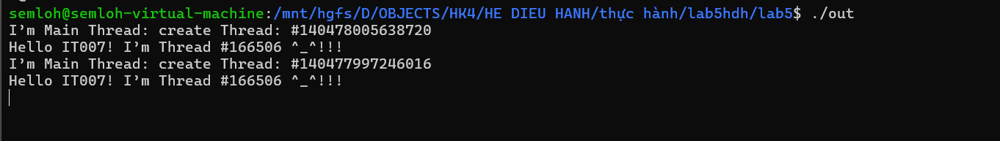 semloh@semloh-virtual-machine:/mnt/hgfs/D/OBJECTS/HK4/HE DIEU HANH/thực hành/lab5hdh/lab5$ ./out
I’m Main Thread: create Thread: #140478005638720
Hello IT007! I’m Thread #166506 ^_^!!!
I’m Main Thread: create Thread: #140477997246016
Hello IT007! I’m Thread #166506 ^_^!!!